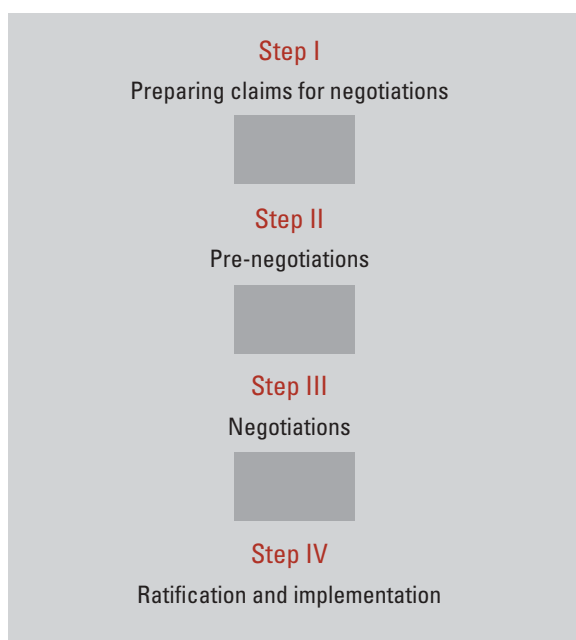 Step I
Preparing claims for negotiations
Step II
Pre-negotiations
Step III
Negotiations
Step IV
Ratification and implementation